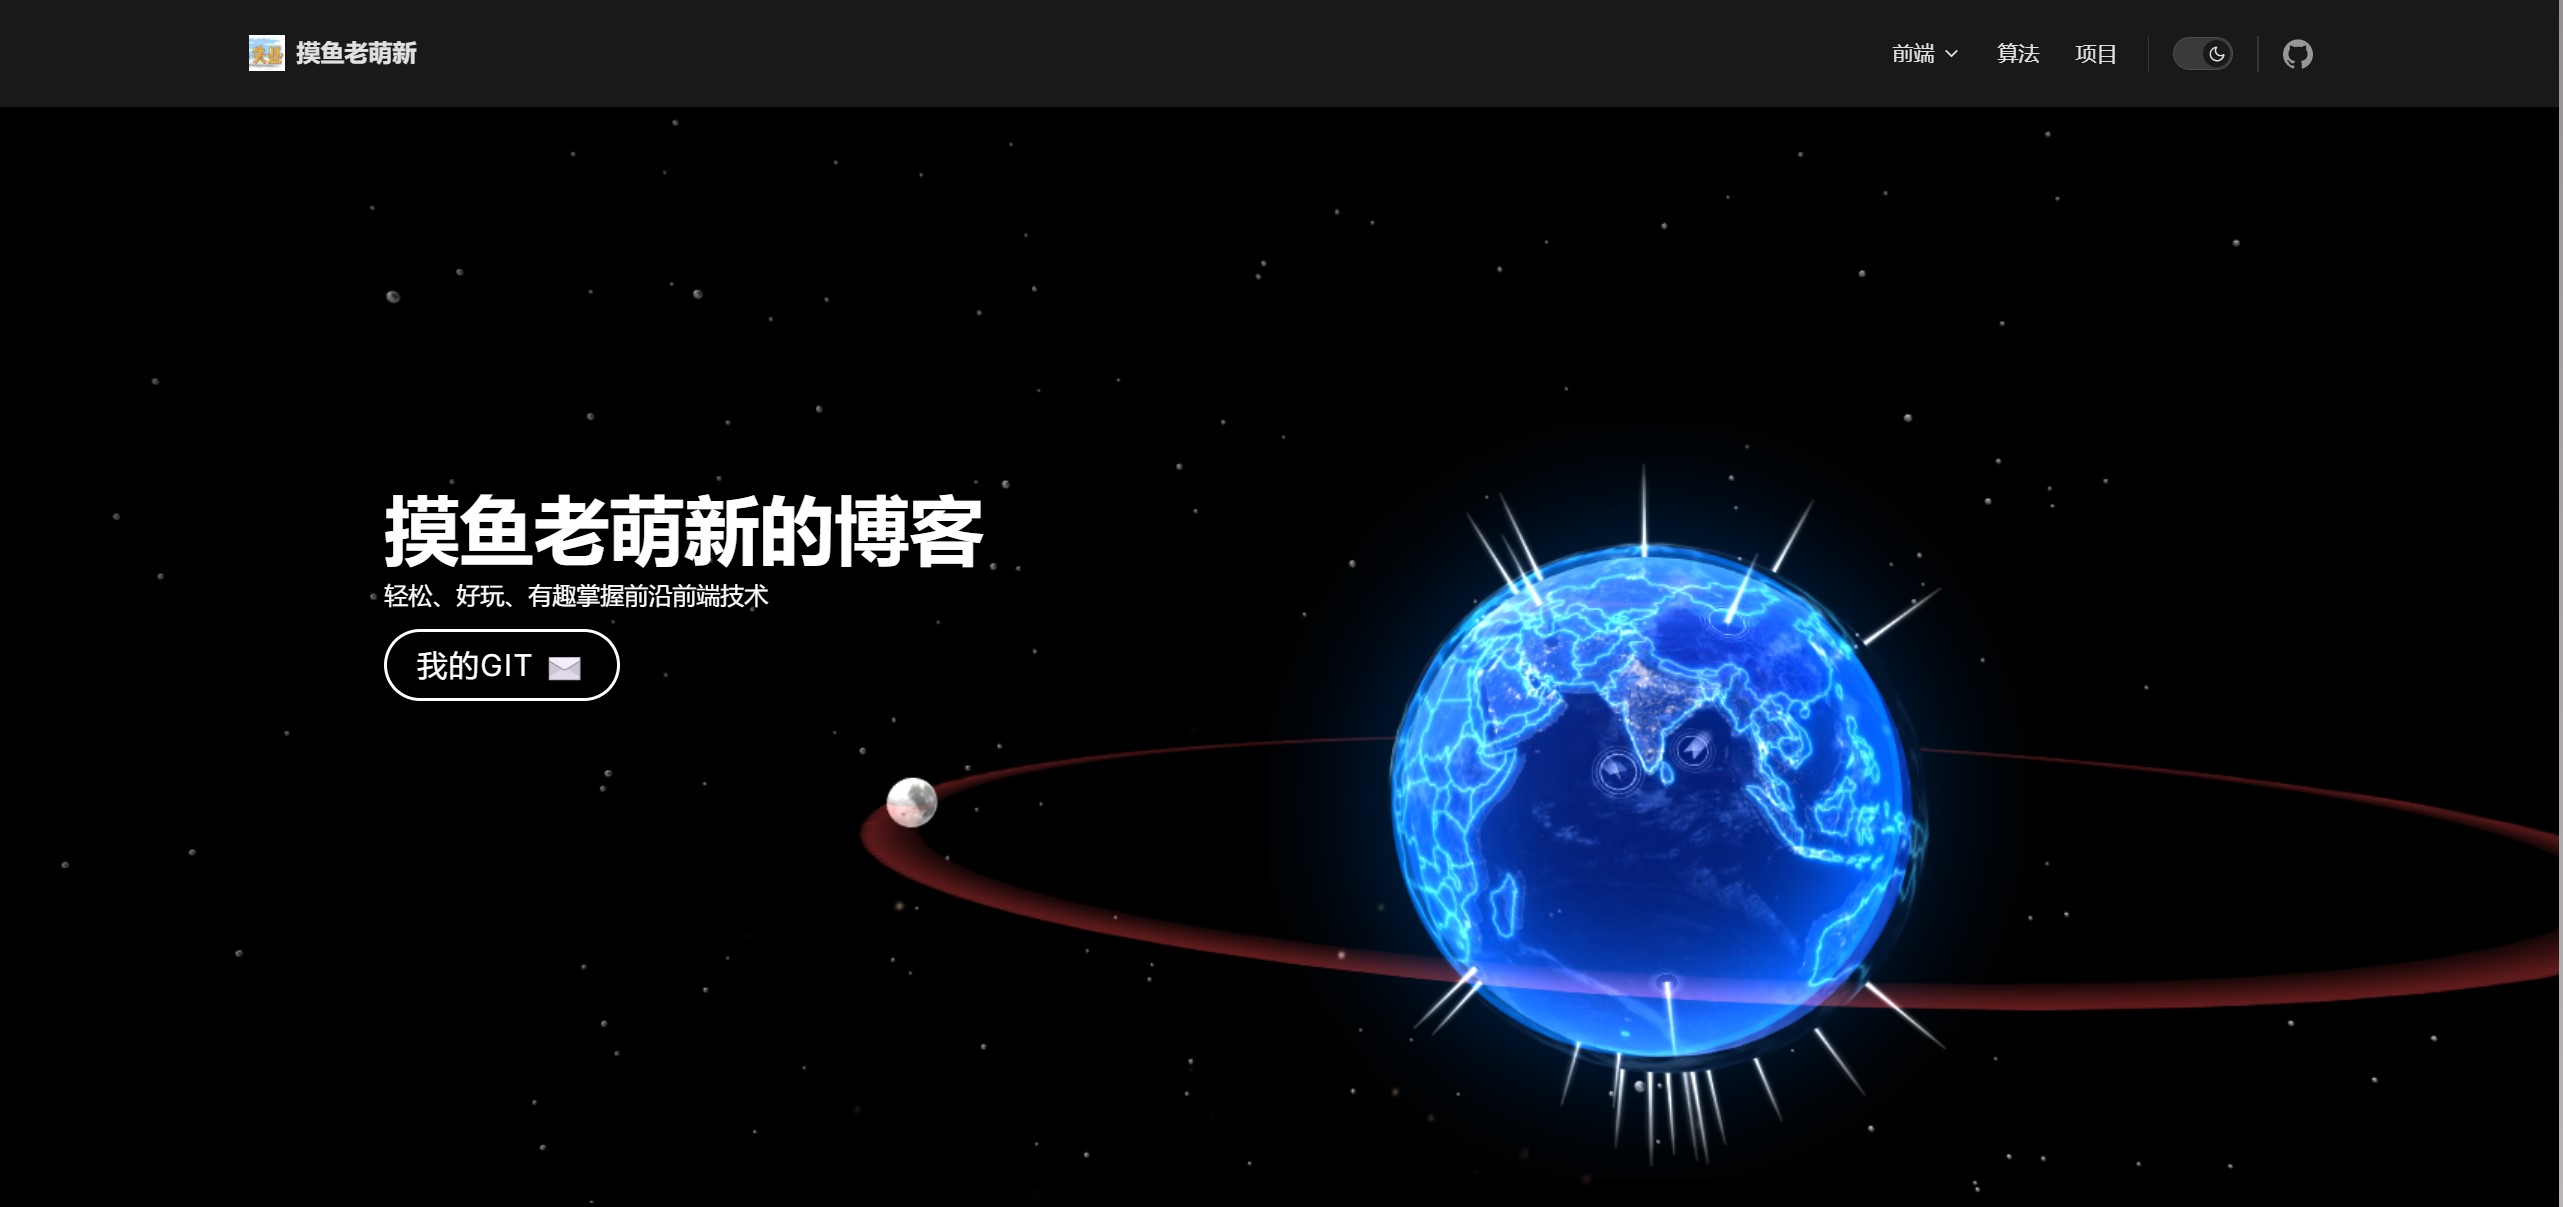 摸鱼老萌新
前端 算法 项目
摸鱼老萌新的博客
轻松、好玩、有趣掌握前沿前端技术
我的GIT